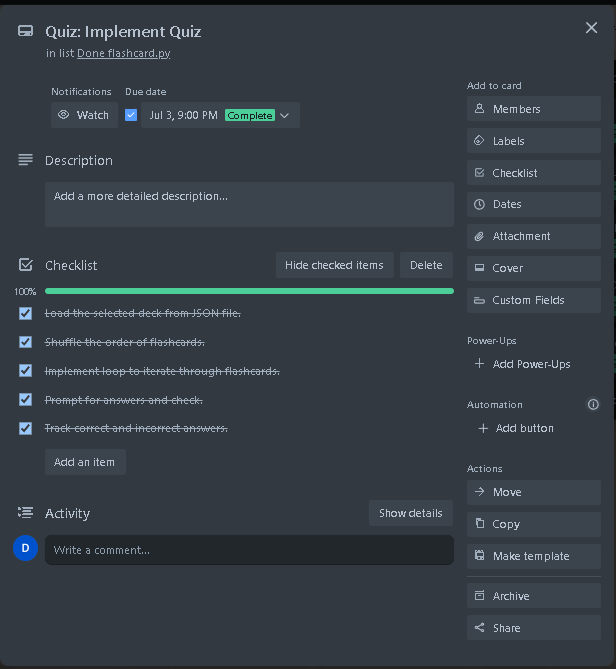 Quiz: Implement Quiz
in list Done flashcard.py
Notifications
Watch
Due date
Jul 3, 9:00 PM Complete
Description
Add a more detailed description...
Checklist
Hide checked items
Delete
100%
Load the selected deck from JSON file.
Shuffle the order of flashcards.
Implement loop to iterate through flashcards.
Prompt for answers and check.
Track correct and incorrect answers.
Add an item
Activity
Show details
D
Write a comment...
Add to card
Members
Labels
Checklist
Dates
Attachment
Cover
Custom Fields
Power-Ups
Add Power-Ups
Automation
Add button
Actions
Move
Copy
Make template
Archive
Share